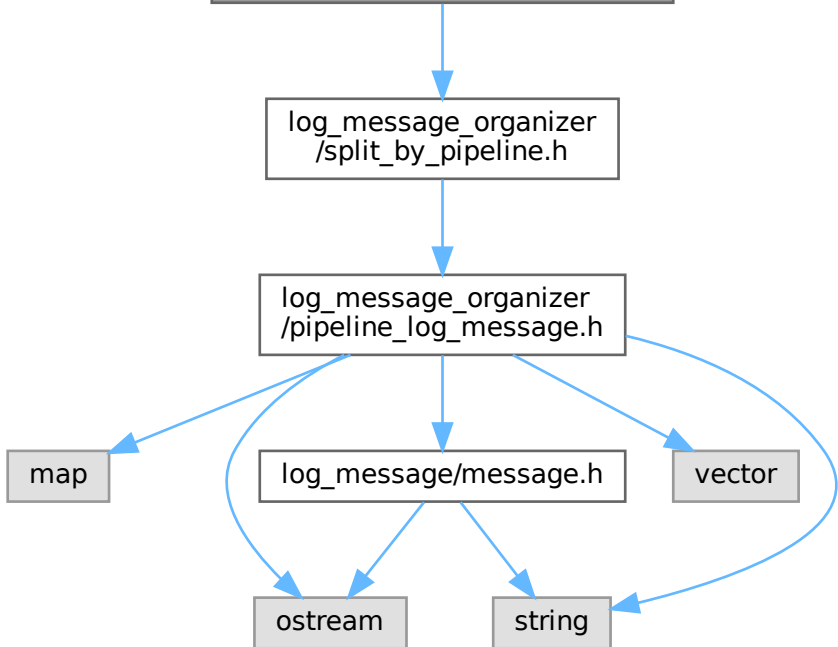 log_message_organizer
/split_by_pipeline.h
log_message_organizer
/pipeline_log_message.h
map
log_message/message.h
vector
ostream
string